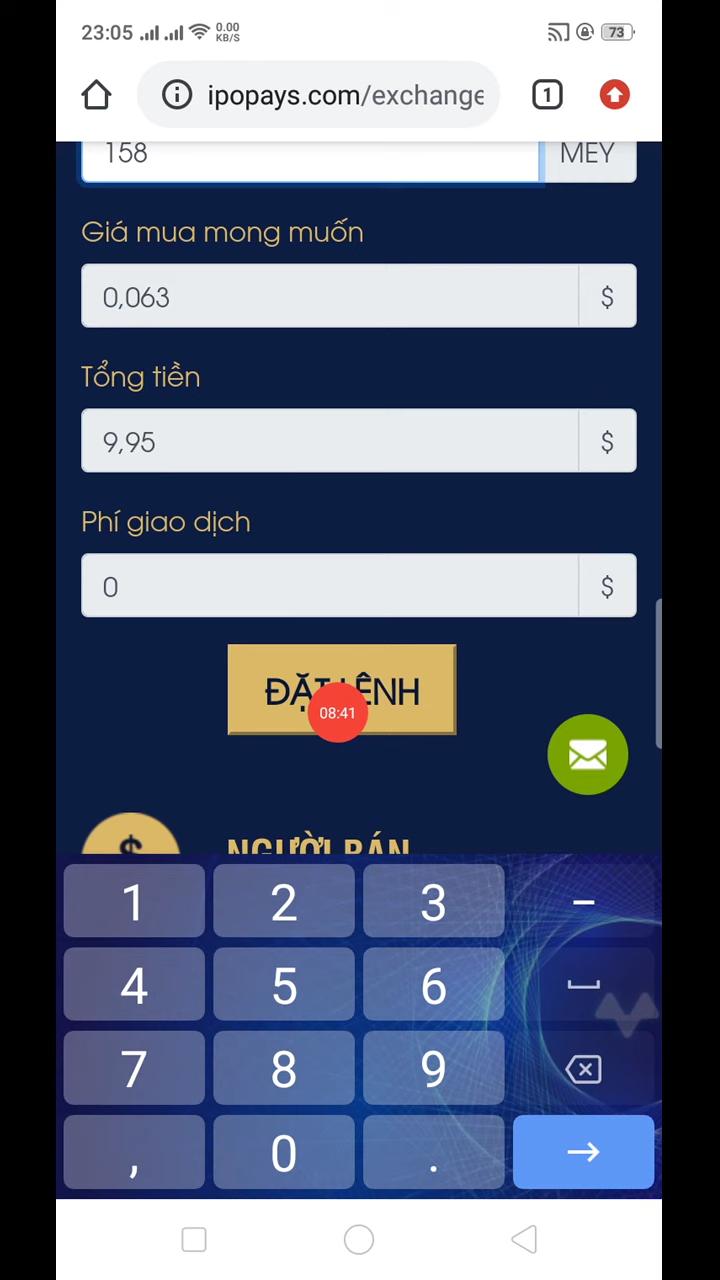 23:05 0.00 KB/S 73
ipopays.com/exchange 1
158 MEY
Giá mua mong muốn
0,063 $
Tổng tiền
9,95 $
Phí giao dịch
0 $
ĐẶT LỆNH
08:41
$ NGƯỜI BÁN
1 2 3 –
4 5 6
7 8 9
, 0 . →